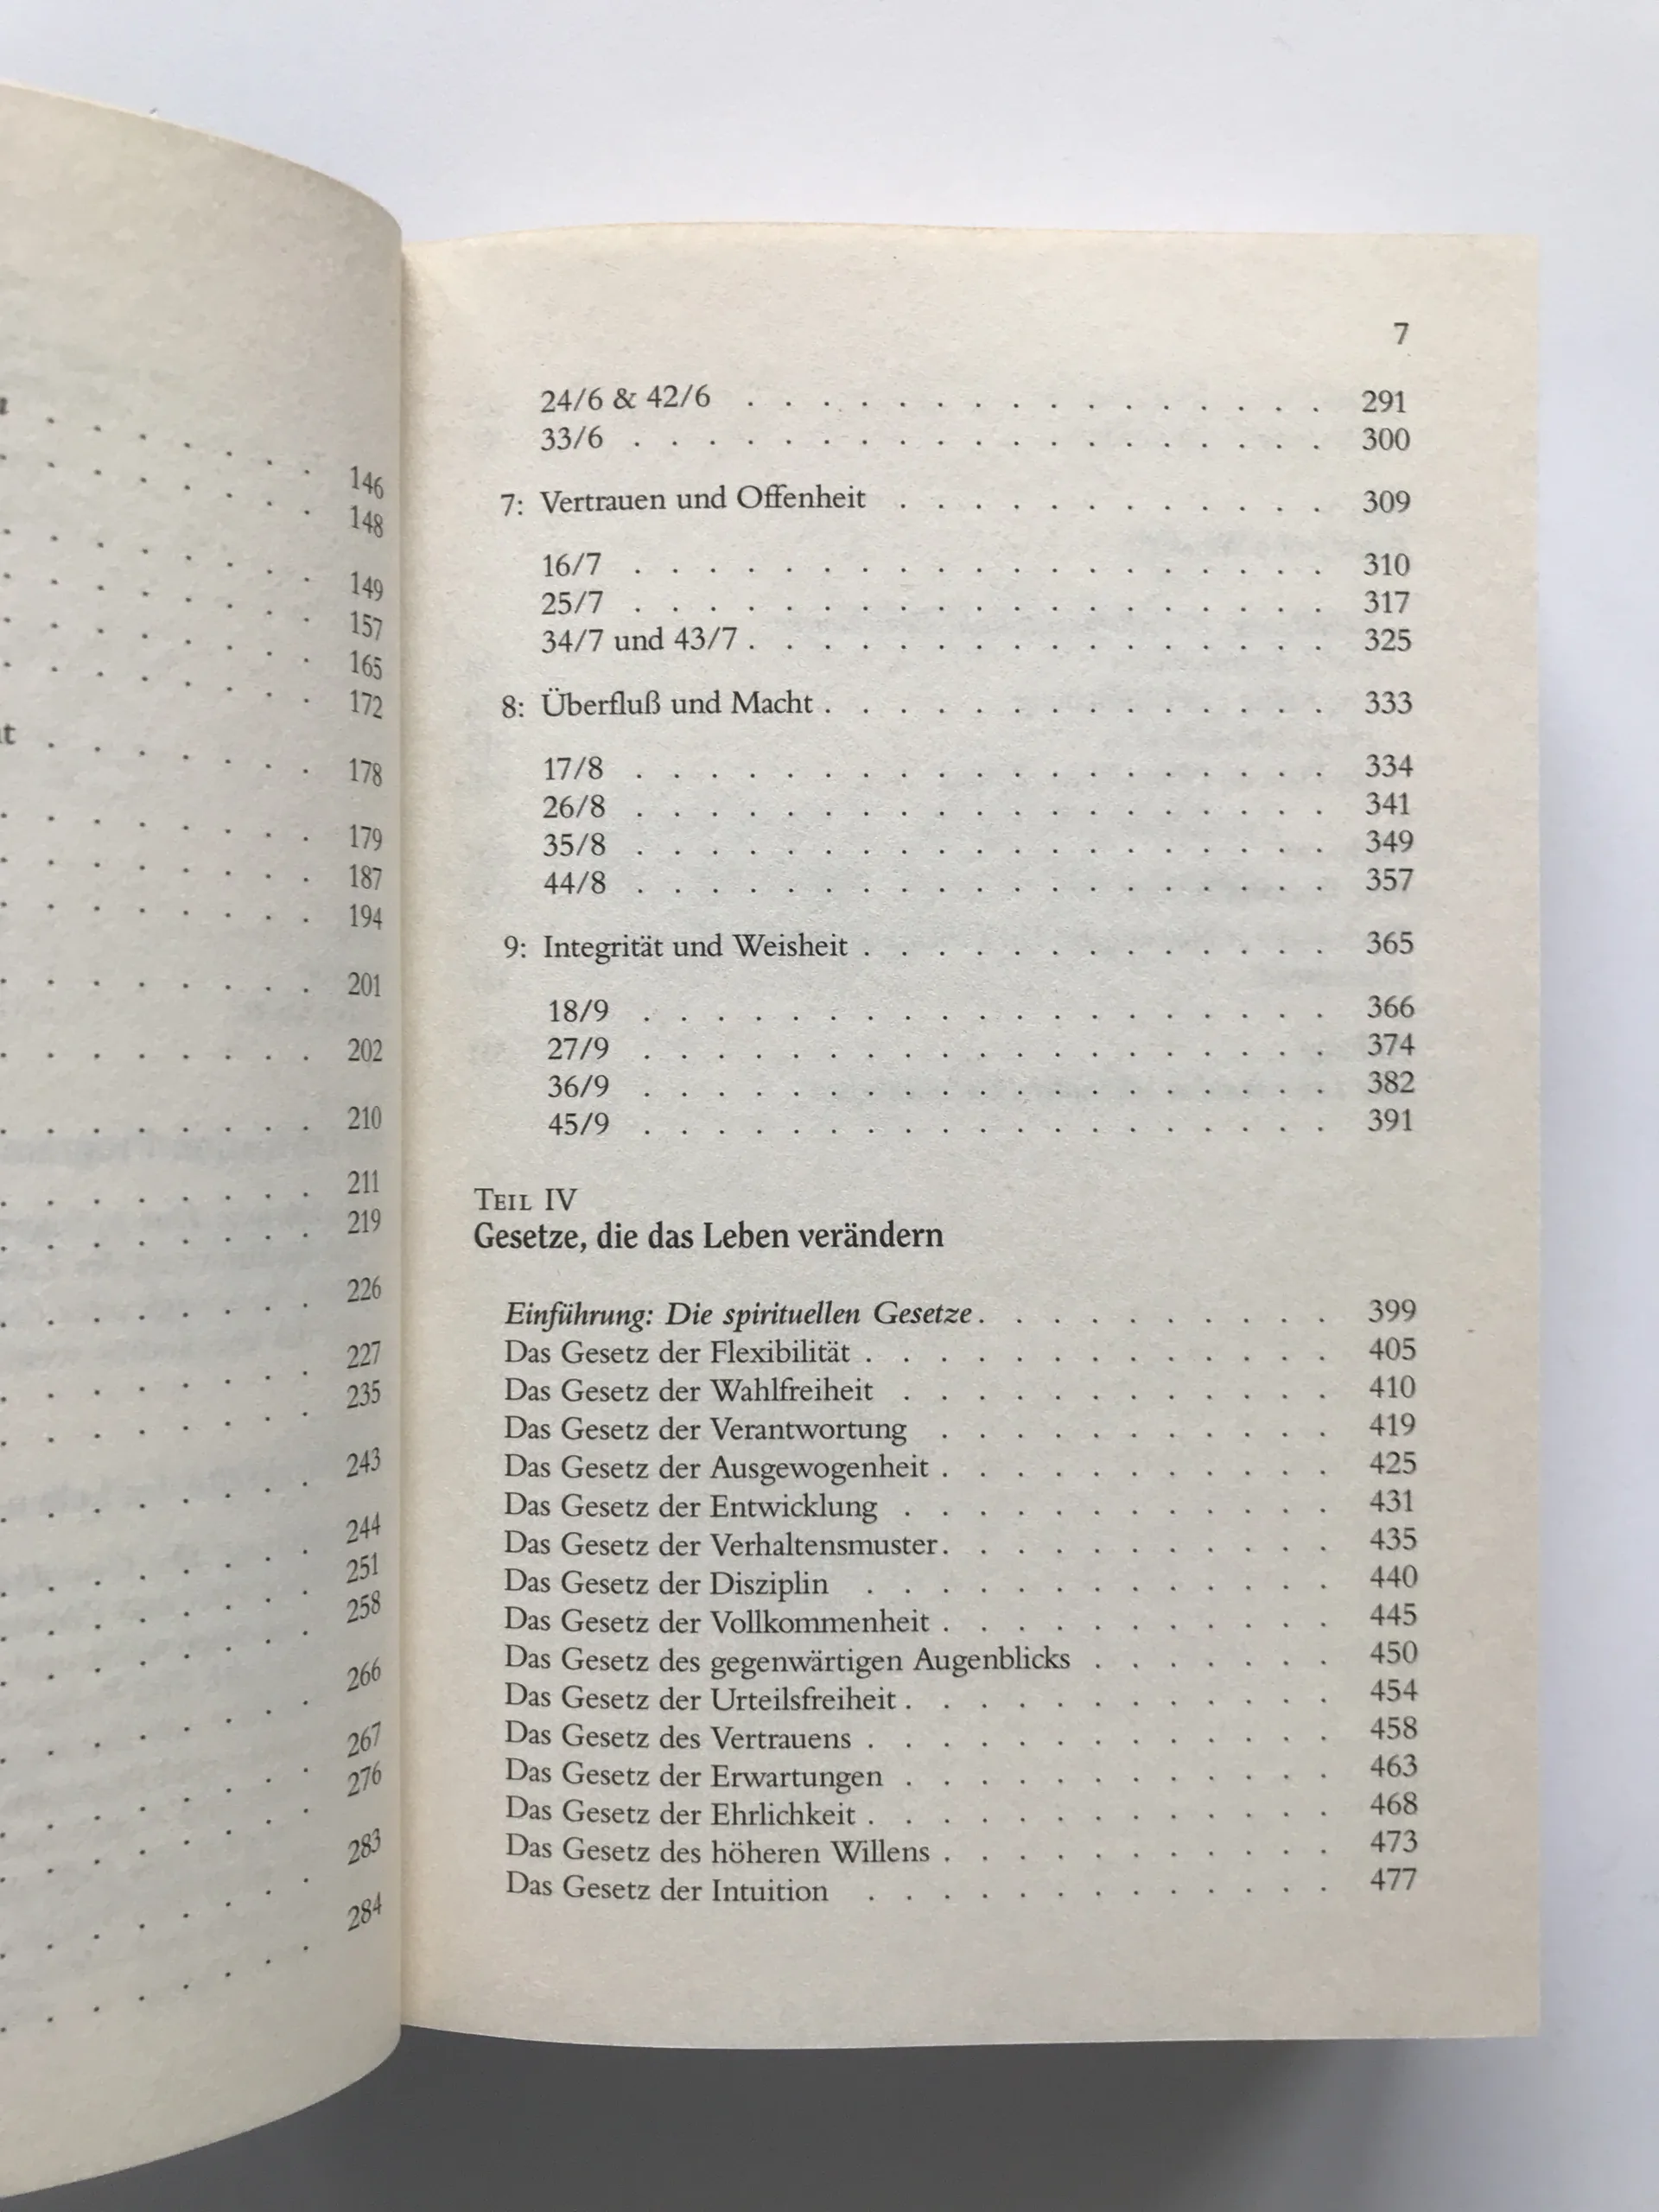 146
148
149
157
165
172
178
179
187
194
201
202
210
211
219
226
227
235
243
244
251
258
266
267
276
283
284
7
24/6 & 42/6 . . . . . . . . . . . . . . . . 291
33/6 . . . . . . . . . . . . . . . . . . . 300
7: Vertrauen und Offenheit . . . . . . . . . . . . 309
16/7 . . . . . . . . . . . . . . . . . . . 310
25/7 . . . . . . . . . . . . . . . . . . . 317
34/7 und 43/7 . . . . . . . . . . . . . . . . 325
8: Überfluß und Macht . . . . . . . . . . . . . . 333
17/8 . . . . . . . . . . . . . . . . . . . 334
26/8 . . . . . . . . . . . . . . . . . . . 341
35/8 . . . . . . . . . . . . . . . . . . . 349
44/8 . . . . . . . . . . . . . . . . . . . 357
9: Integrität und Weisheit . . . . . . . . . . . . . 365
18/9 . . . . . . . . . . . . . . . . . . . 366
27/9 . . . . . . . . . . . . . . . . . . . 374
36/9 . . . . . . . . . . . . . . . . . . . 382
45/9 . . . . . . . . . . . . . . . . . . . 391
TEIL IV
Gesetze, die das Leben verändern
Einführung: Die spirituellen Gesetze . . . . . . . . . . 399
Das Gesetz der Flexibilität . . . . . . . . . . . . . 405
Das Gesetz der Wahlfreiheit . . . . . . . . . . . . 410
Das Gesetz der Verantwortung . . . . . . . . . . . 419
Das Gesetz der Ausgewogenheit . . . . . . . . . . . 425
Das Gesetz der Entwicklung . . . . . . . . . . . . 431
Das Gesetz der Verhaltensmuster . . . . . . . . . . . 435
Das Gesetz der Disziplin . . . . . . . . . . . . . 440
Das Gesetz der Vollkommenheit . . . . . . . . . . . 445
Das Gesetz des gegenwärtigen Augenblicks . . . . . . . 450
Das Gesetz der Urteilsfreiheit . . . . . . . . . . . . 454
Das Gesetz des Vertrauens . . . . . . . . . . . . . 458
Das Gesetz der Erwartungen . . . . . . . . . . . . 463
Das Gesetz der Ehrlichkeit . . . . . . . . . . . . . 468
Das Gesetz des höheren Willens . . . . . . . . . . . 473
Das Gesetz der Intuition . . . . . . . . . . . . . 477